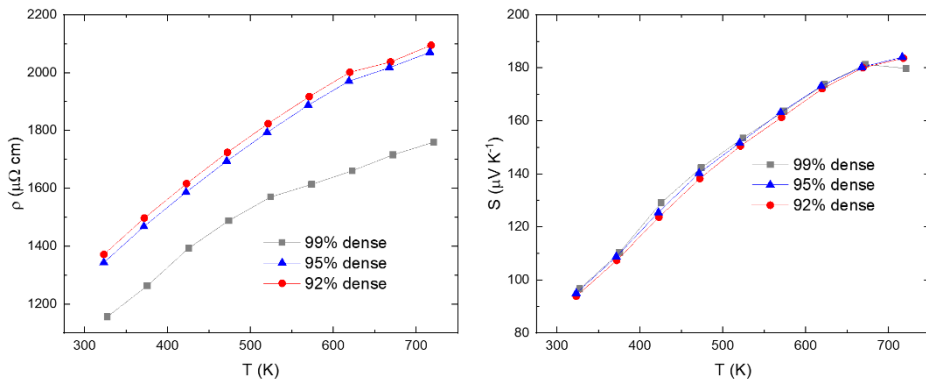 2200
2000
1800
1600
1400
1200
ρ (μΩ cm)
99% dense
95% dense
92% dense
300 400 500 600 700
T (K)
200
180
160
140
120
100
80
S (μV K⁻¹)
99% dense
95% dense
92% dense
300 400 500 600 700
T (K)